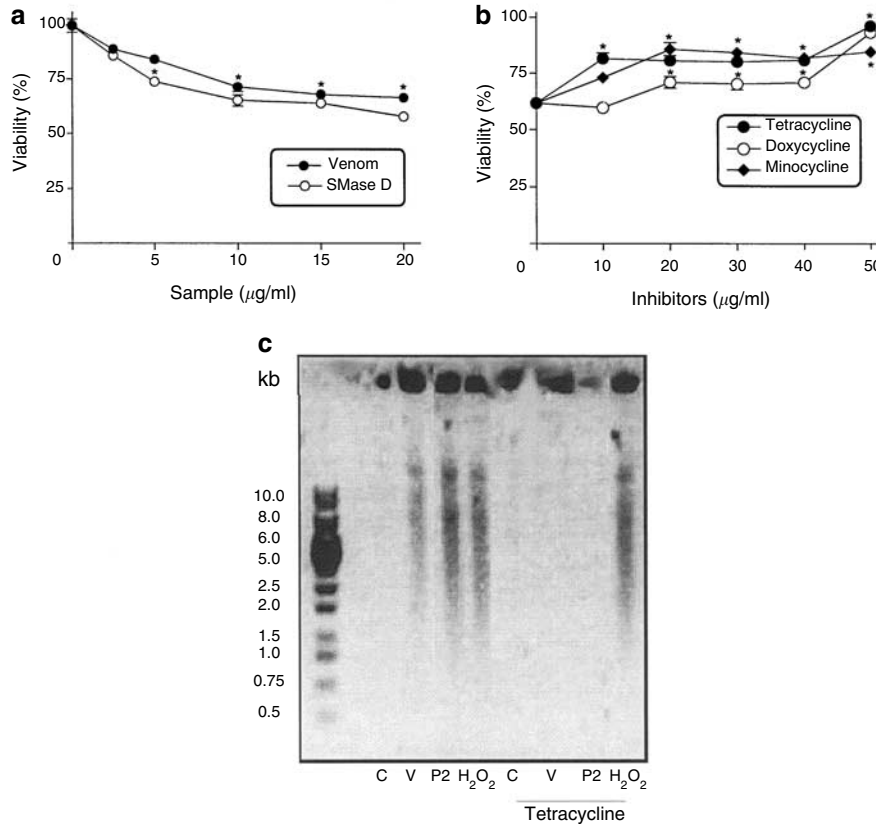 a
100
75
50
25
0
5
10
15
20
Viability (%)
Sample (μg/ml)
Venom
SMase D
*
*
*
*
b
100
75
50
25
0
10
20
30
40
50
Viability (%)
Inhibitors (μg/ml)
Tetracycline
Doxycycline
Minocycline
*
*
*
*
*
*
*
*
*
c
kb
10.0
8.0
6.0
5.0
2.5
2.0
1.5
1.0
0.75
0.5
C V P2 H₂O₂ C V P2 H₂O₂
Tetracycline